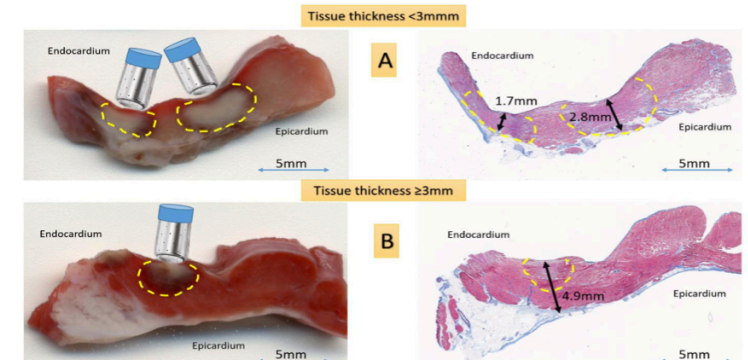 Tissue thickness <3mmm
Endocardium
Epicardium
5mm
A
Endocardium
1.7mm
2.8mm
Epicardium
5mm
Tissue thickness ≥3mm
Endocardium
Epicardium
5mm
B
Endocardium
4.9mm
Epicardium
5mm